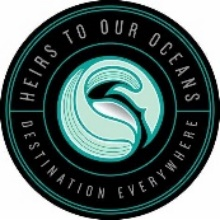 HEIRS TO OUR OCEANS
DESTINATION EVERYWHERE